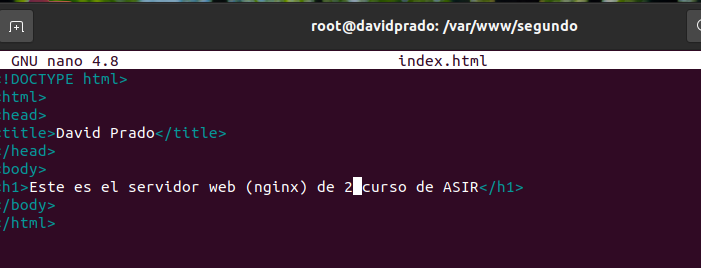 root@davidprado: /var/www/segundo
GNU nano 4.8 index.html
<!DOCTYPE html>
<html>
<head>
<title>David Prado</title>
</head>
<body>
<h1>Este es el servidor web (nginx) de 2 curso de ASIR</h1>
</body>
</html>